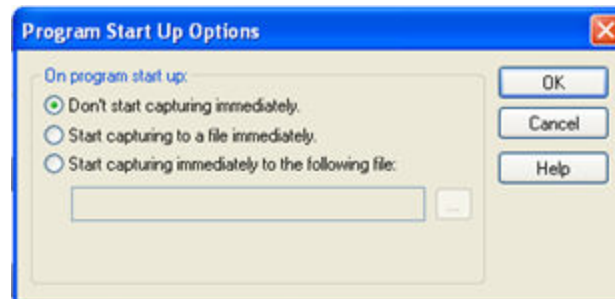 Program Start Up Options
On program start up:
Don't start capturing immediately.
OK
Start capturing to a file immediately.
Cancel
Start capturing immediately to the following file:
Help
...